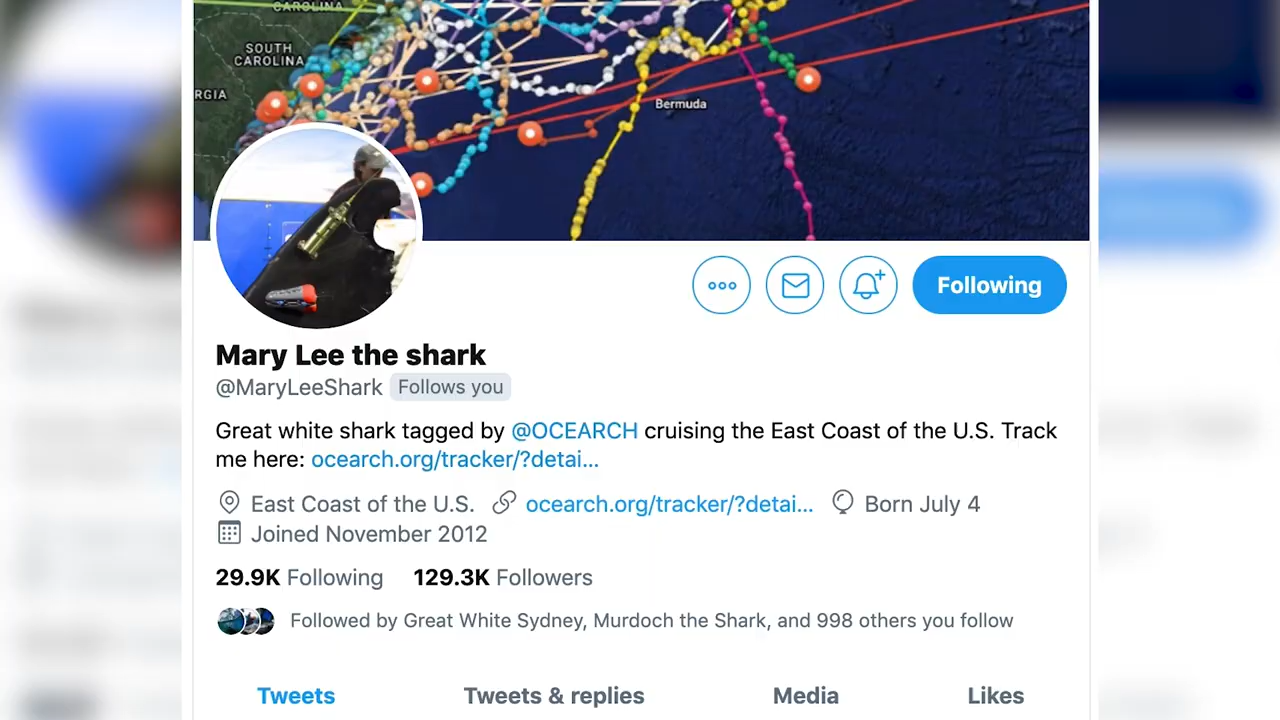 CAROLINA
SOUTH
CAROLINA
RGIA
Bermuda
Following
Mary Lee the shark
@MaryLeeShark Follows you
Great white shark tagged by @OCEARCH cruising the East Coast of the U.S. Track
me here: ocearch.org/tracker/?detai...
East Coast of the U.S. ocearch.org/tracker/?detai... Born July 4
Joined November 2012
29.9K Following 129.3K Followers
Followed by Great White Sydney, Murdoch the Shark, and 998 others you follow
Tweets Tweets & replies Media Likes